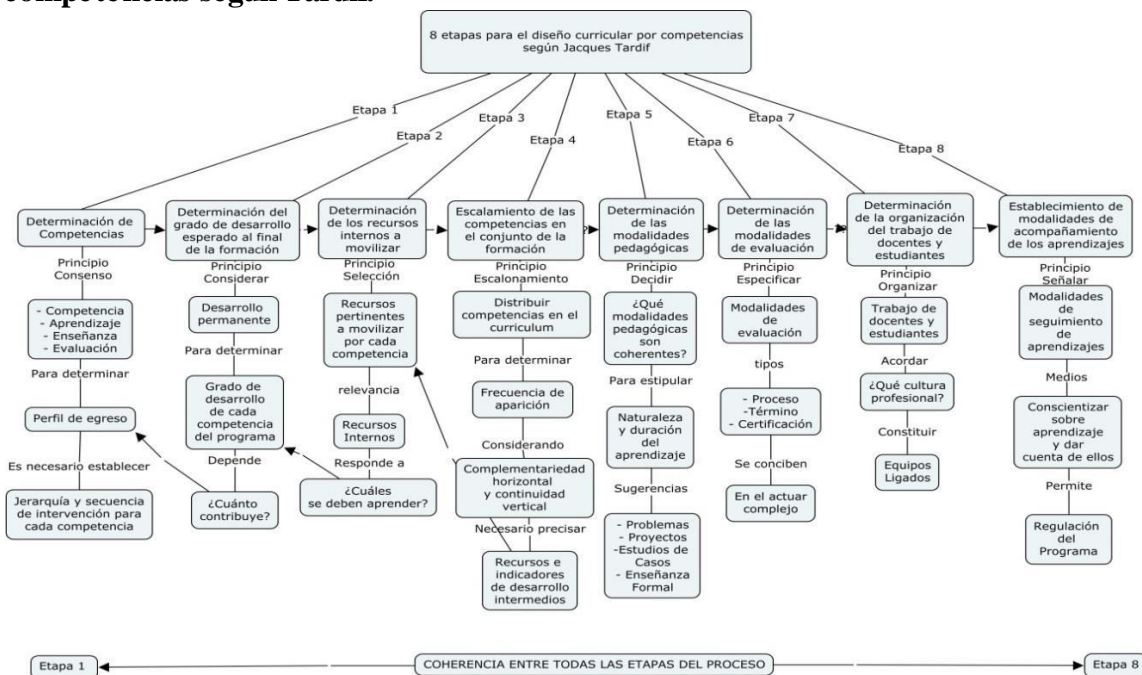 competencias según Tardif.
8 etapas para el diseño curricular por competencias
según Jacques Tardif
Etapa 1
Etapa 2
Etapa 3
Etapa 4
Etapa 5
Etapa 6
Etapa 7
Etapa 8
Determinación de
Competencias
Principio
Consenso
- Competencia
- Aprendizaje
- Enseñanza
- Evaluación
Para determinar
Perfil de egreso
Es necesario establecer
Jerarquía y secuencia
de intervención para
cada competencia
Determinación del
grado de desarrollo
esperado al final
de la formación
Principio
Considerar
Desarrollo
permanente
Para determinar
Grado de
desarrollo
de cada
competencia
del programa
Depende
¿Cuánto
contribuye?
Determinación
de los recursos
internos a
movilizar
Principio
Selección
Recursos
pertinentes
a movilizar
por cada
competencia
relevancia
Recursos
Internos
Responde a
¿Cuáles
se deben aprender?
Escalamiento de las
competencias en
el conjunto de la
formación
?
Principio
Escalonamiento
Distribuir
competencias en el
curriculum
Para determinar
Frecuencia de
aparición
Considerando
Complementariedad
horizontal
y continuidad
vertical
Necesario precisar
Recursos e
indicadores
de desarrollo
intermedios
Determinación
de las
modalidades
pedagógicas
Principio
Decidir
¿Qué
modalidades
pedagógicas
son
coherentes?
Para estipular
Naturaleza
y duración
del
aprendizaje
Sugerencias
- Problemas
- Proyectos
-Estudios de
Casos
- Enseñanza
Formal
Determinación
de las
modalidades
de evaluación
Principio
Especificar
Modalidades
de
evaluación
tipos
- Proceso
-Término
- Certificación
Se conciben
En el actuar
complejo
Determinación
de la organización
del trabajo de
docentes y
estudiantes
Principio
Organizar
Trabajo de
docentes y
estudiantes
Acordar
¿Qué cultura
profesional?
Constituir
Equipos
Ligados
Establecimiento de
modalidades de
acompañamiento
de los aprendizajes
Principio
Señalar
Modalidades
de
seguimiento
de
aprendizajes
Medios
Conscientizar
sobre
aprendizaje
y dar
cuenta de ellos
Permite
Regulación
del
Programa
Etapa 1
COHERENCIA ENTRE TODAS LAS ETAPAS DEL PROCESO
Etapa 8